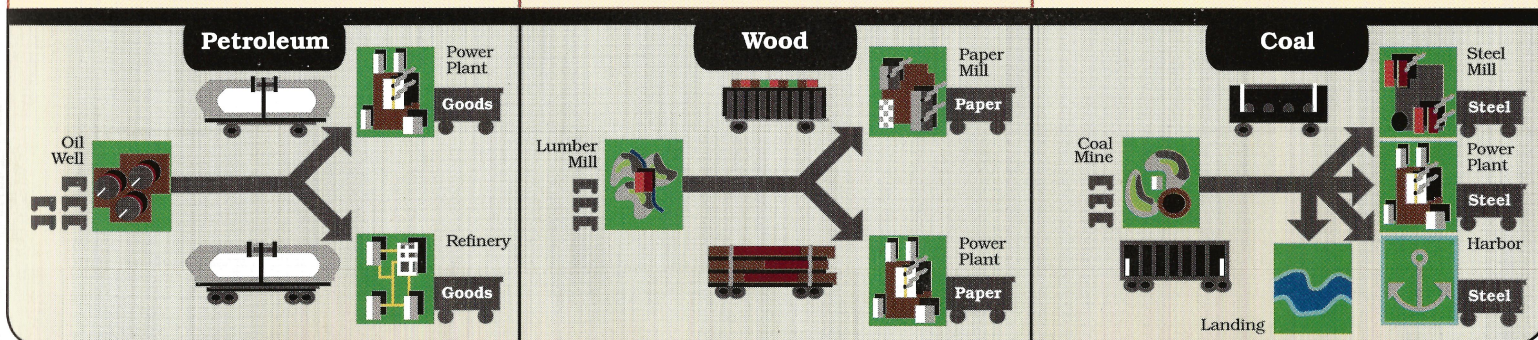 Petroleum
Power
Plant
Goods
Oil
Well
Refinery
Goods
Wood
Paper
Mill
Paper
Lumber
Mill
Power
Plant
Paper
Coal
Steel
Mill
Steel
Coal
Mine
Power
Plant
Steel
Harbor
Steel
Landing